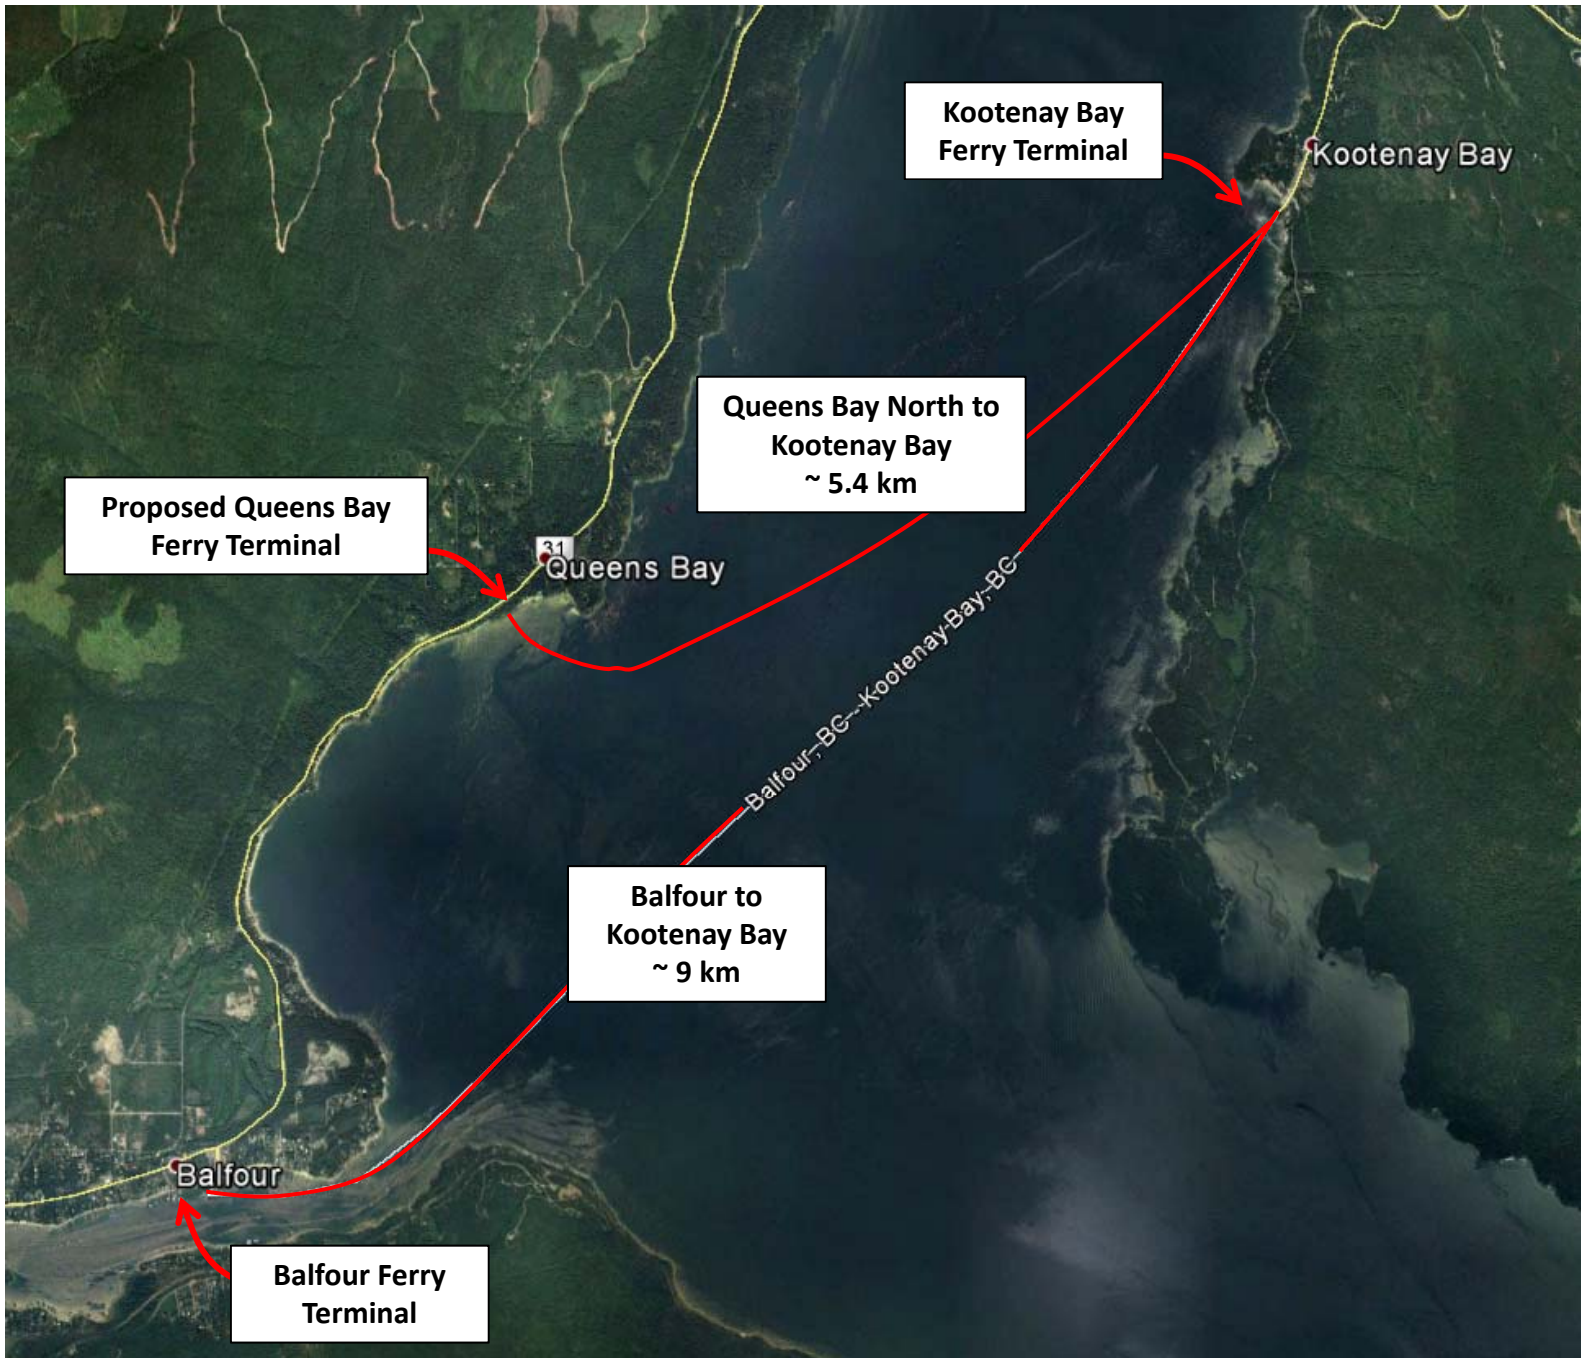 Kootenay Bay
Ferry Terminal
Kootenay Bay
Queens Bay North to
Kootenay Bay
~ 5.4 km
Proposed Queens Bay
Ferry Terminal
31
Queens Bay
Balfour, BC---Kootenay-Bay, BC
Balfour to
Kootenay Bay
~ 9 km
Balfour
Balfour Ferry
Terminal